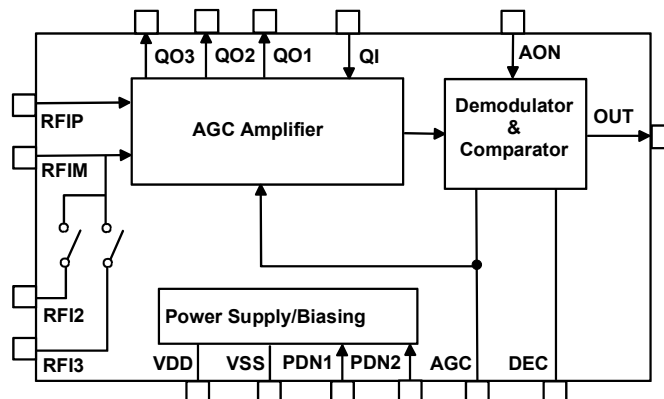 QO3 QO2 QO1 QI AON
RFIP
AGC Amplifier
Demodulator
&
Comparator
OUT
RFIM
RFI2
RFI3
Power Supply/Biasing
VDD VSS PDN1 PDN2 AGC DEC